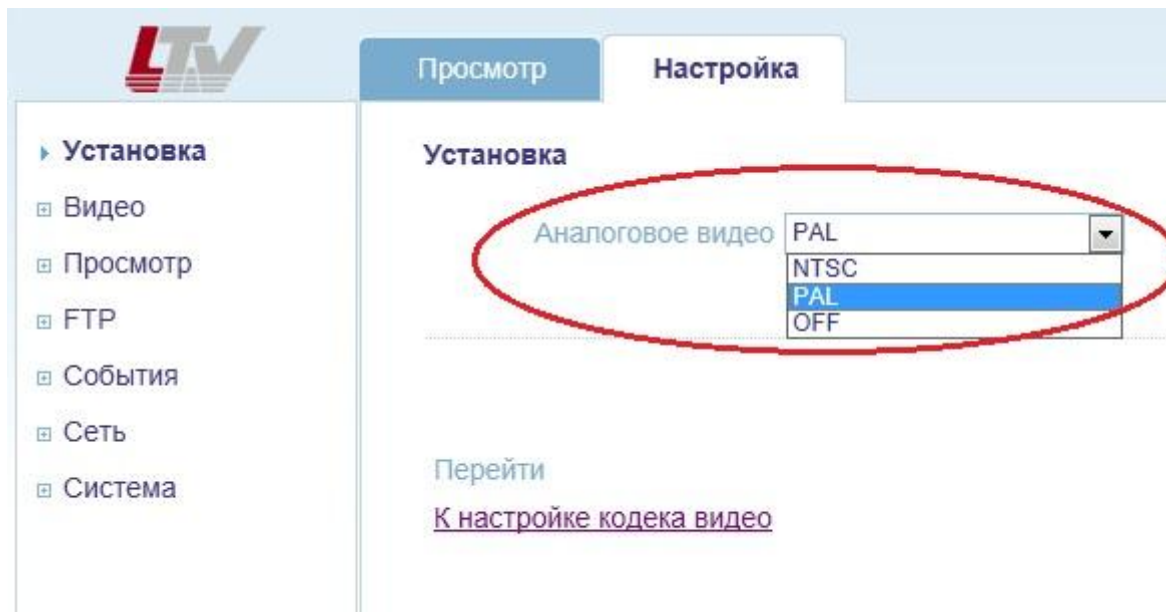 LTV
Просмотр
Настройка
Установка
Видео
Просмотр
FTP
События
Сеть
Система
Установка
Аналоговое видео PAL
NTSC
PAL
OFF
Перейти
К настройке кодека видео